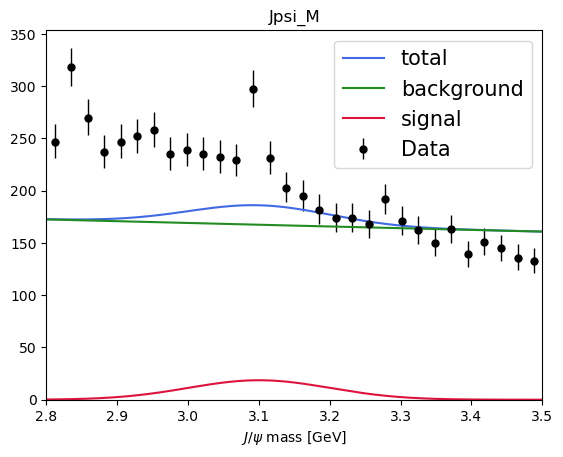 Jpsi_M
350
300
250
200
150
100
50
0
total
background
signal
Data
2.8 2.9 3.0 3.1 3.2 3.3 3.4 3.5
J/ψ mass [GeV]